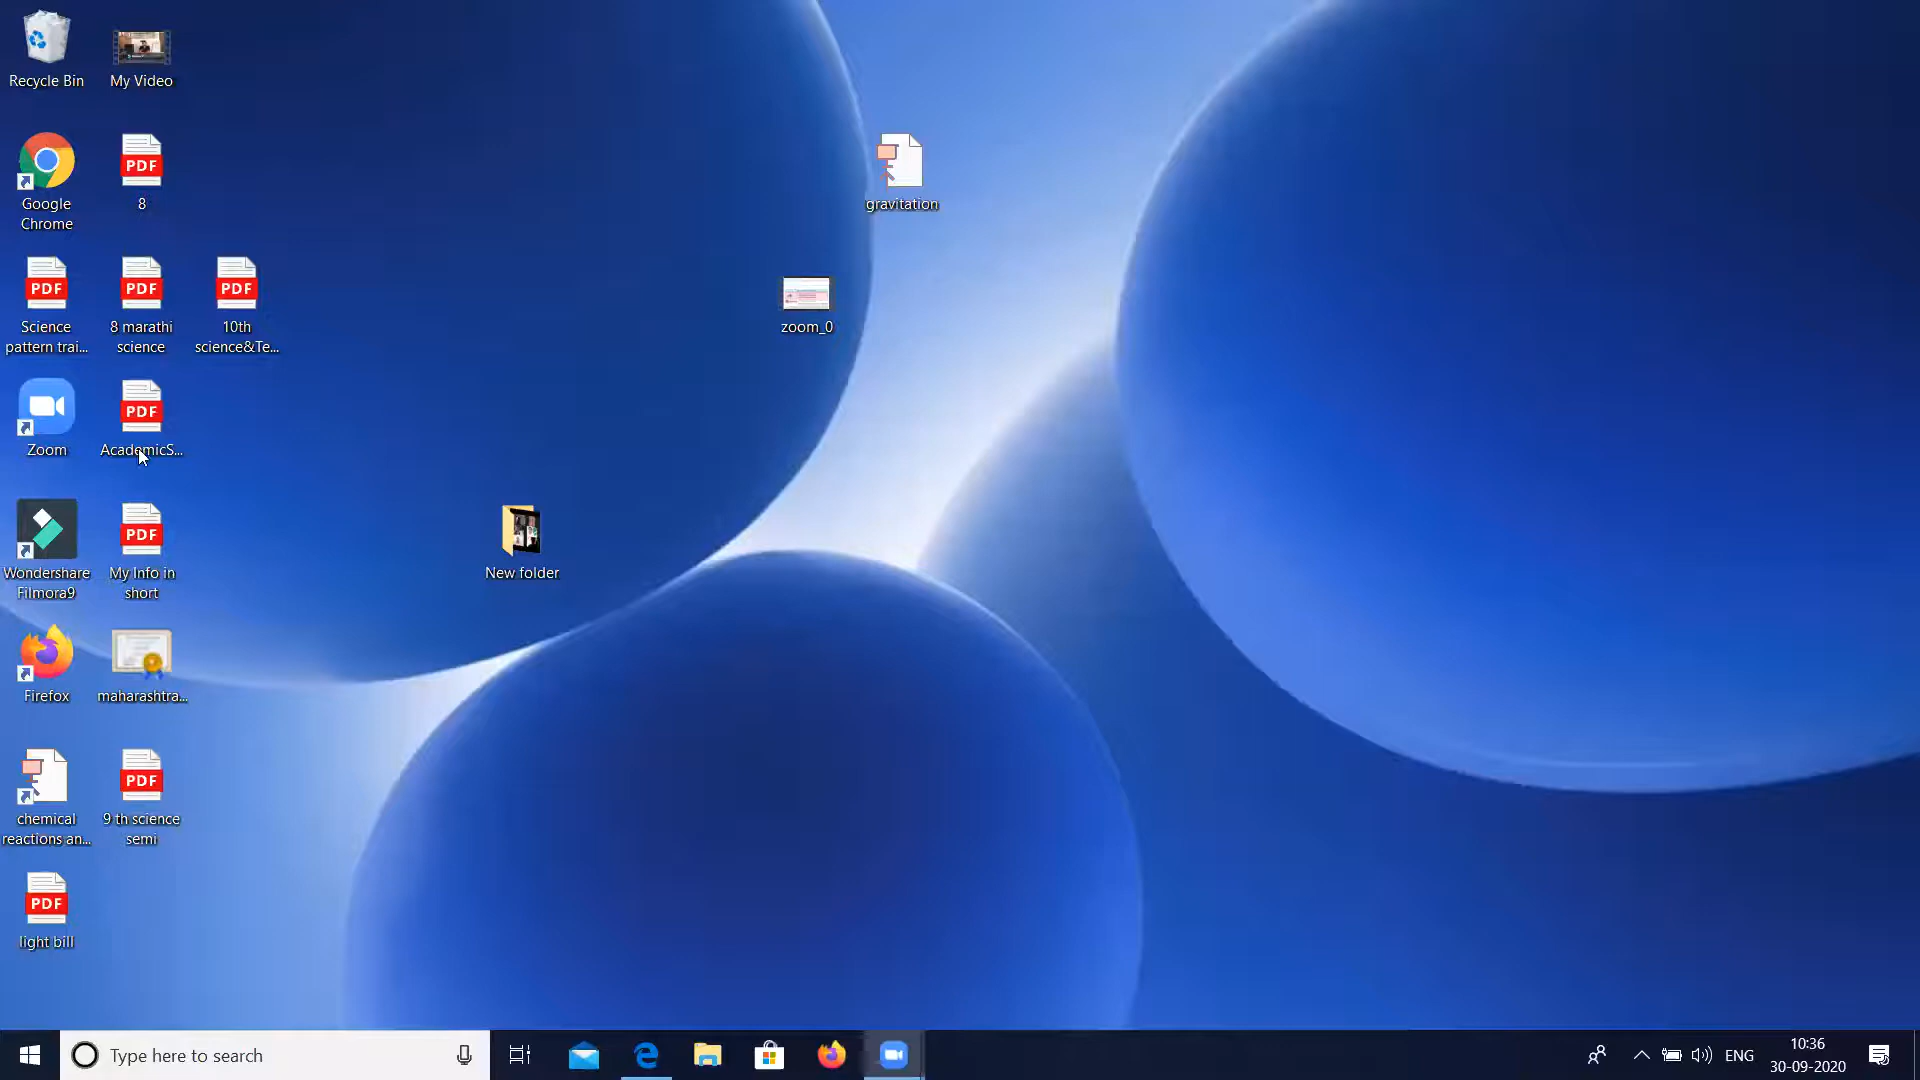 Recycle Bin
My Video
Google
Chrome
PDF
8
gravitation
PDF
Science
pattern trai...
PDF
8 marathi
science
PDF
10th
science&Te...
zoom_0
Zoom
PDF
AcademicS...
Wondershare
Filmora9
PDF
My Info in
short
New folder
Firefox
maharashtra...
chemical
reactions an...
PDF
9 th science
semi
PDF
light bill
Type here to search
ENG
10:36
30-09-2020